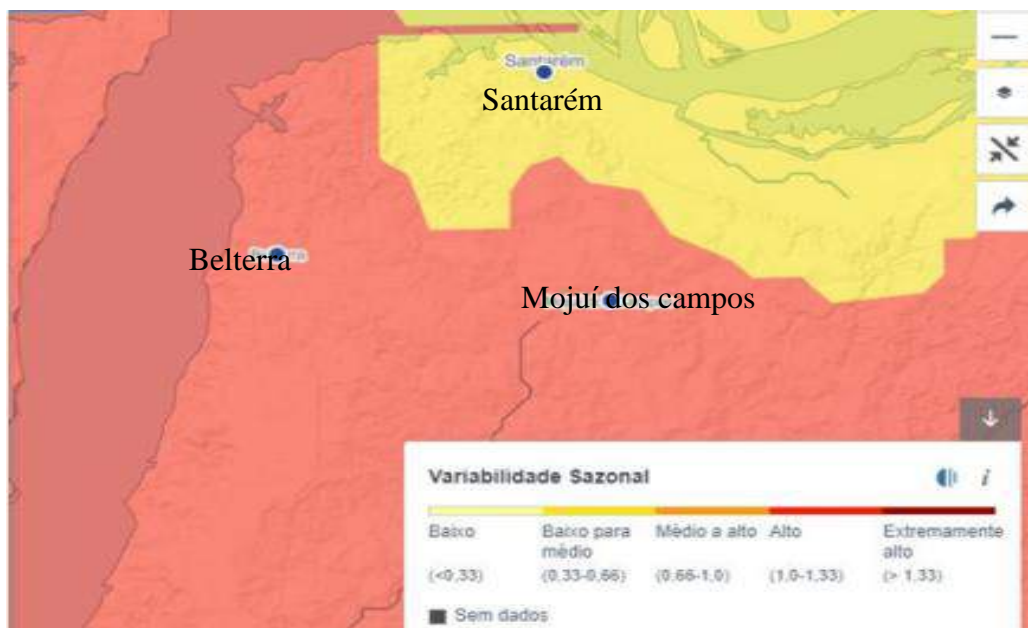 Santarém
Santarém
Belterra
Mojuí dos campos
Variabilidade Sazonal
i
Baixo
Baixo para médio
Médio a alto
Alto
Extremamente alto
(<0.33)
(0.33-0.66)
(0.66-1.0)
(1.0-1.33)
(> 1.33)
Sem dados